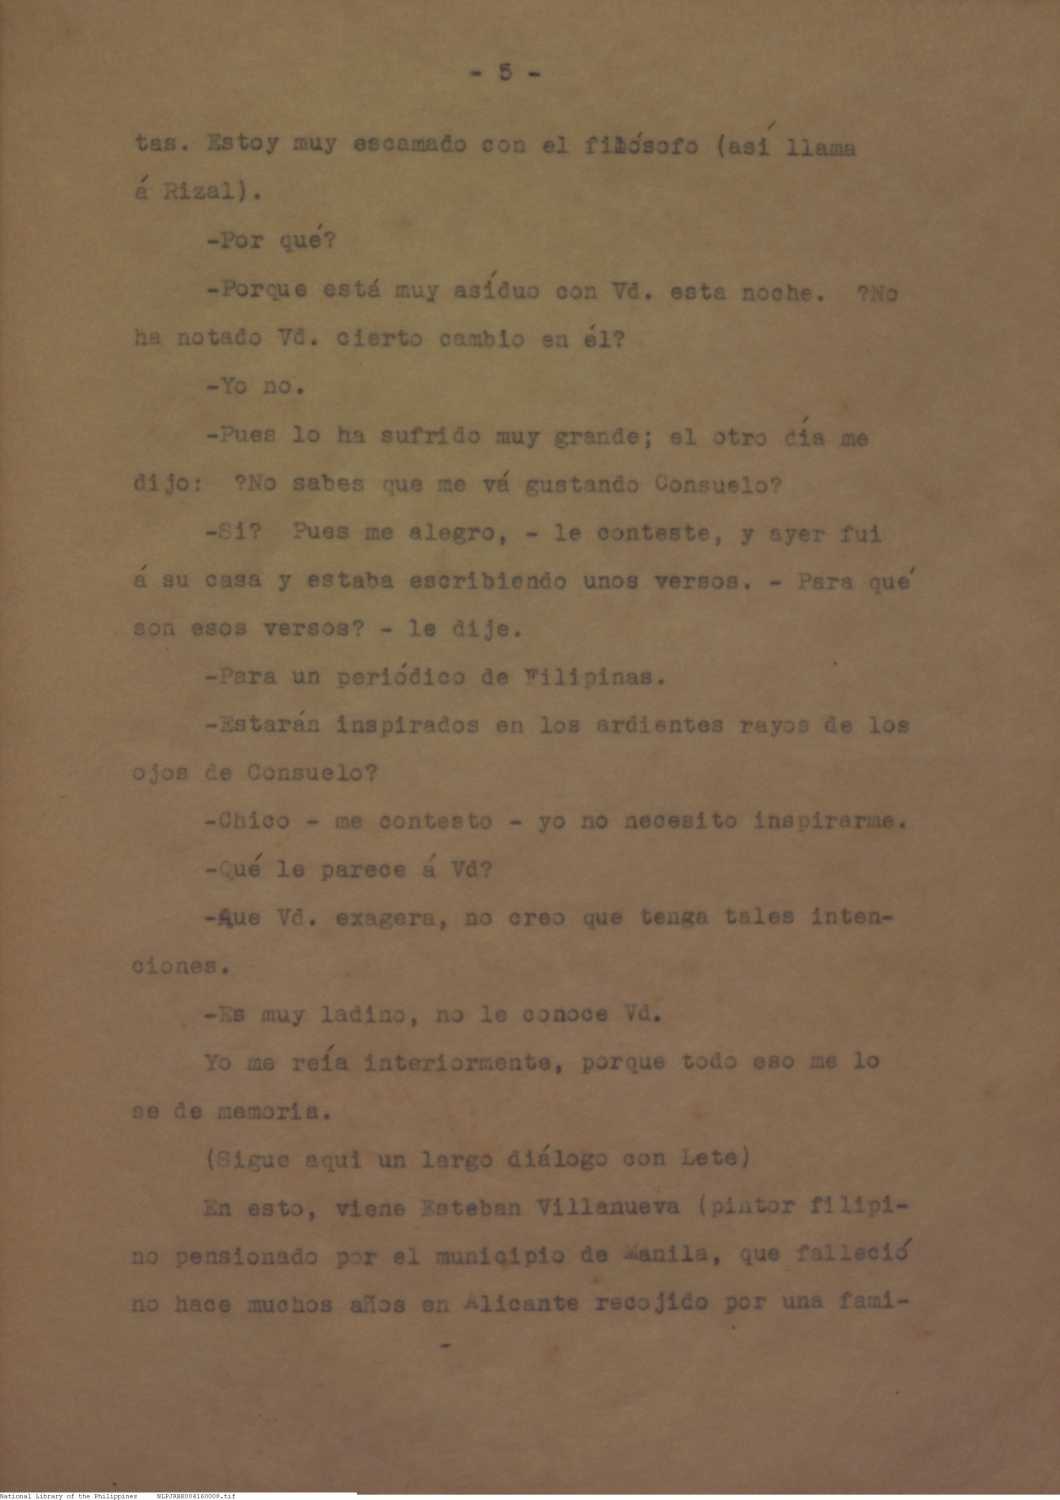 - 5 -
tas. Estoy muy escamado con el filósofo (así llama
á Rizal).
-Por qué?
-Porque está muy asíduo con Vd. esta noche. ?No
ha notado Vd. cierto cambio en él?
-Yo no.
-Pues lo ha sufrido muy grande; el otro día me
dijo: ?No sabes que me vá gustando Consuelo?
-Si? Pues me alegro, - le conteste, y ayer fui
á su casa y estaba escribiendo unos versos. - Para qué
son esos versos? - le dije.
-Para un periódico de Filipinas.
-Estarán inspirados en los ardientes rayos de los
ojos de Consuelo?
-Chico - me contesto - yo no necesito inspirarme.
-Qué le parece á Vd?
-Que Vd. exagera, no creo que tenga tales inten-
ciones.
-Es muy ladino, no le conoce Vd.
Yo me reía interiormente, porque todo eso me lo
se de memoria.
(Sigue aqui un largo diálogo con Lete)
En esto, viene Esteban Villanueva (pintor filipi-
no pensionado por el municipio de Manila, que falleció
no hace muchos años en Alicante recojido por una fami-
-
National Library of the Philippines NLPJRBB004160008.tif